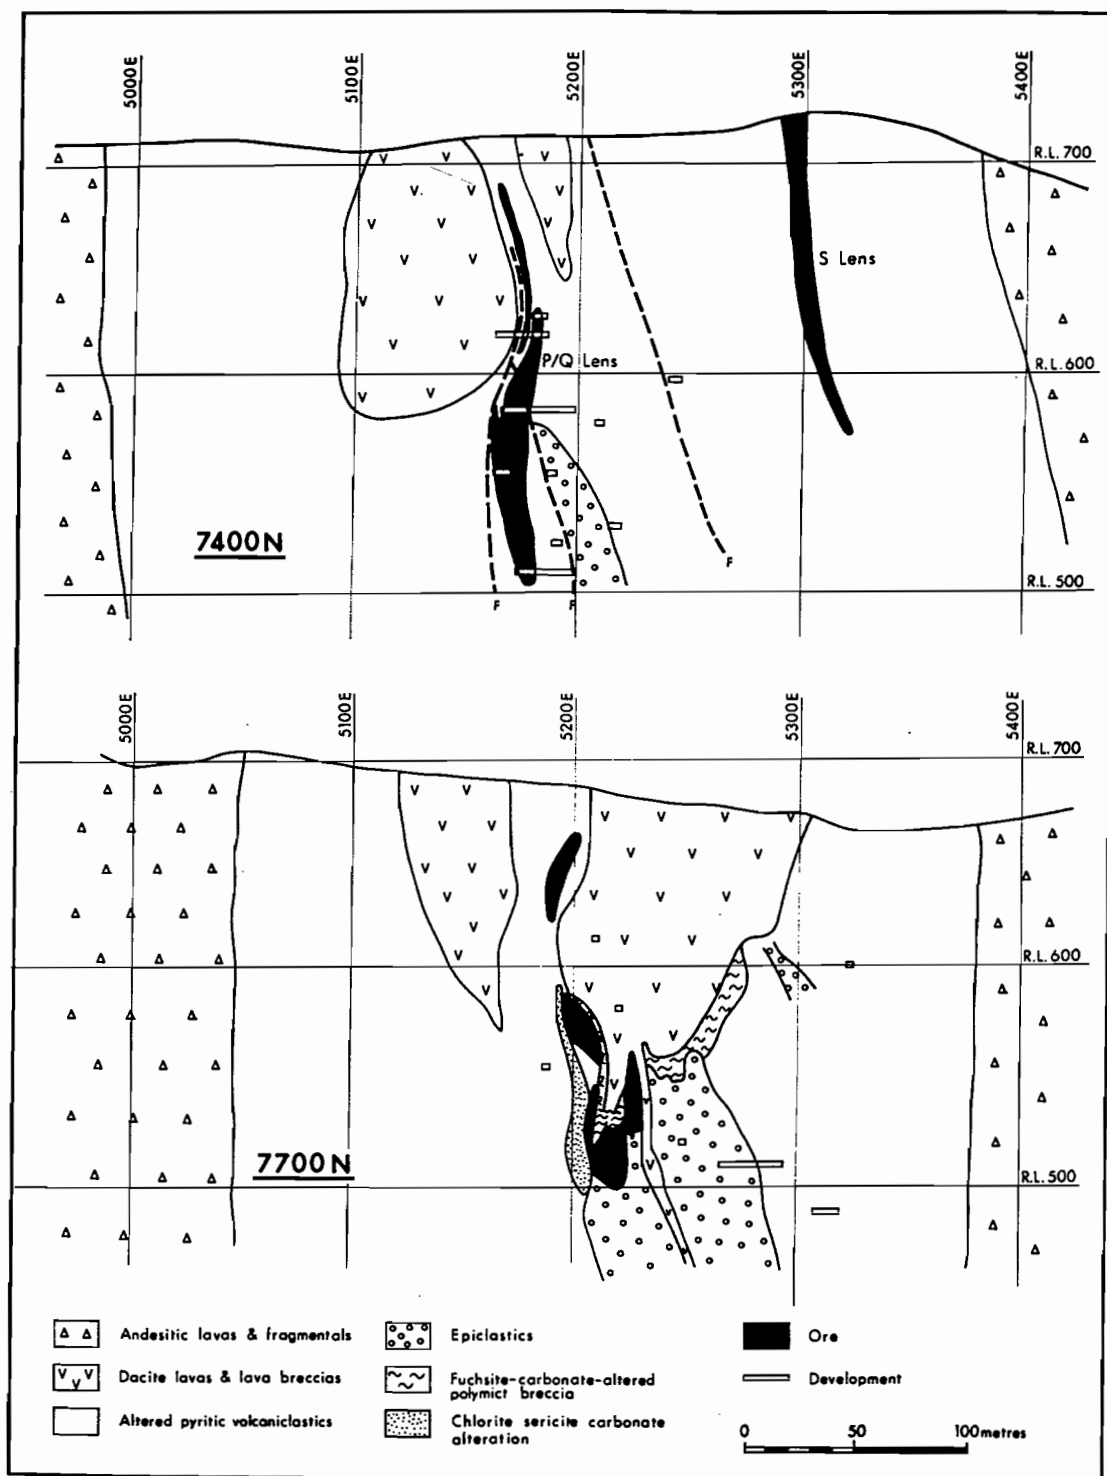 5000E
5100E
5200E
5300E
5400E
R.L. 700
S Lens
P/Q Lens
R.L. 600
7400N
F
R.L. 500
F
F
5000E
5100E
5200E
5300E
5400E
R.L. 700
R.L. 600
7700N
R.L. 500
Andesitic lavas & fragmentals
Epiclastics
Ore
Dacite lavas & lava breccias
Fuchsite-carbonate-altered
polymict breccia
Development
Altered pyritic volcaniclastics
Chlorite sericite carbonate
alteration
0 50 100 metres